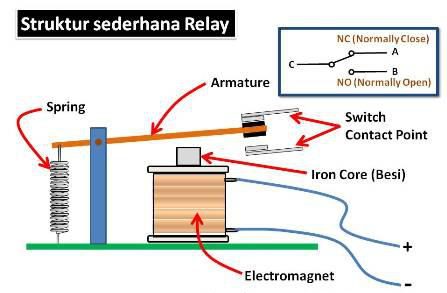 Struktur sederhana Relay
NC (Normally Close)
A
C
B
NO (Normally Open)
Armature
Spring
Switch
Contact Point
Iron Core (Besi)
+
Electromagnet
-